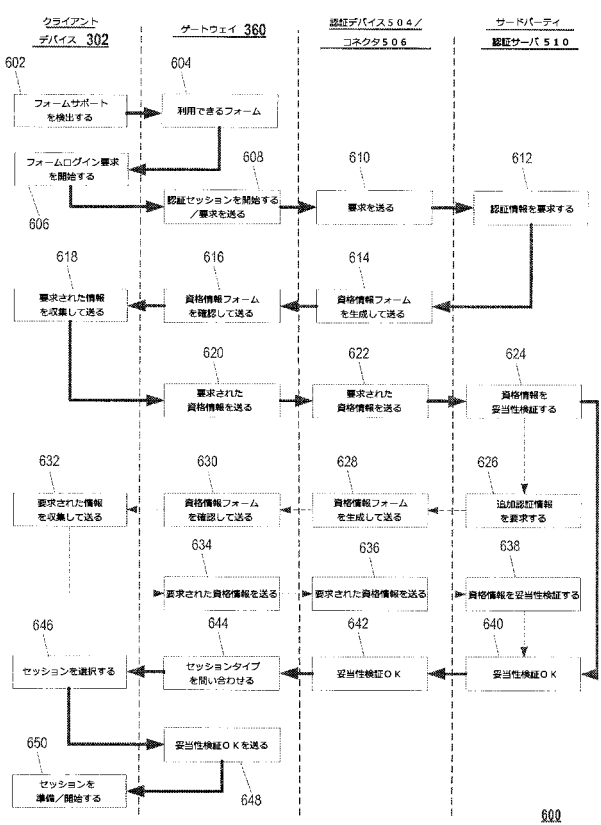 クライアント
デバイス 302
ゲートウェイ 360
認証デバイス504/
コネクタ506
サードパーティ
認証サーバ 510
602
フォームサポート
を検出する
604
利用できるフォーム
フォームログイン要求
を開始する
606
608
認証セッションを開始する
/要求を送る
610
要求を送る
612
認証情報を要求する
618
要求された情報
を収集して送る
616
資格情報フォーム
を確認して送る
614
資格情報フォーム
を生成して送る
620
要求された
資格情報を送る
622
要求された
資格情報を送る
624
資格情報を
妥当性検証する
632
要求された情報
を収集して送る
630
資格情報フォーム
を確認して送る
628
資格情報フォーム
を生成して送る
626
追加認証情報
を要求する
634
要求された資格情報を送る
636
要求された資格情報を送る
638
資格情報を妥当性検証する
646
セッションを選択する
644
セッションタイプ
を問い合わせる
642
妥当性検証OK
640
妥当性検証OK
妥当性検証OKを送る
648
650
セッションを
準備/開始する
600